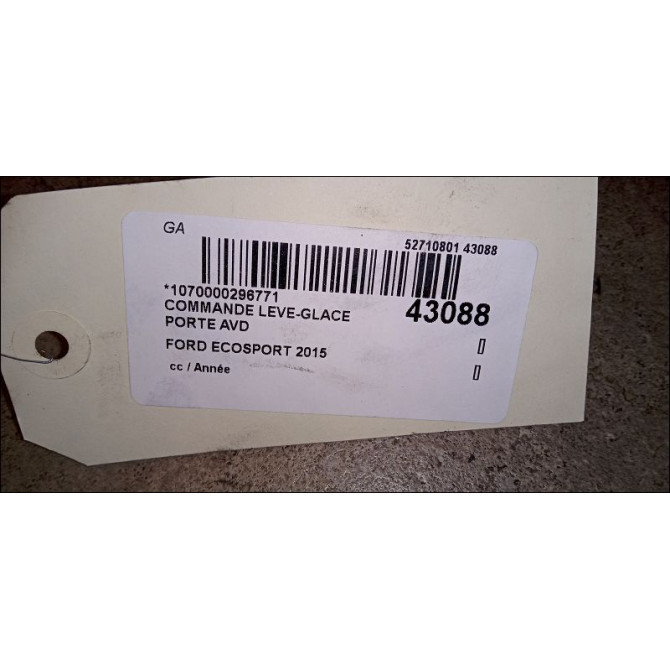 GA
52710801 43088
*1070000296771
43088
COMMANDE LEVE-GLACE
PORTE AVD
FORD ECOSPORT 2015
cc / Année